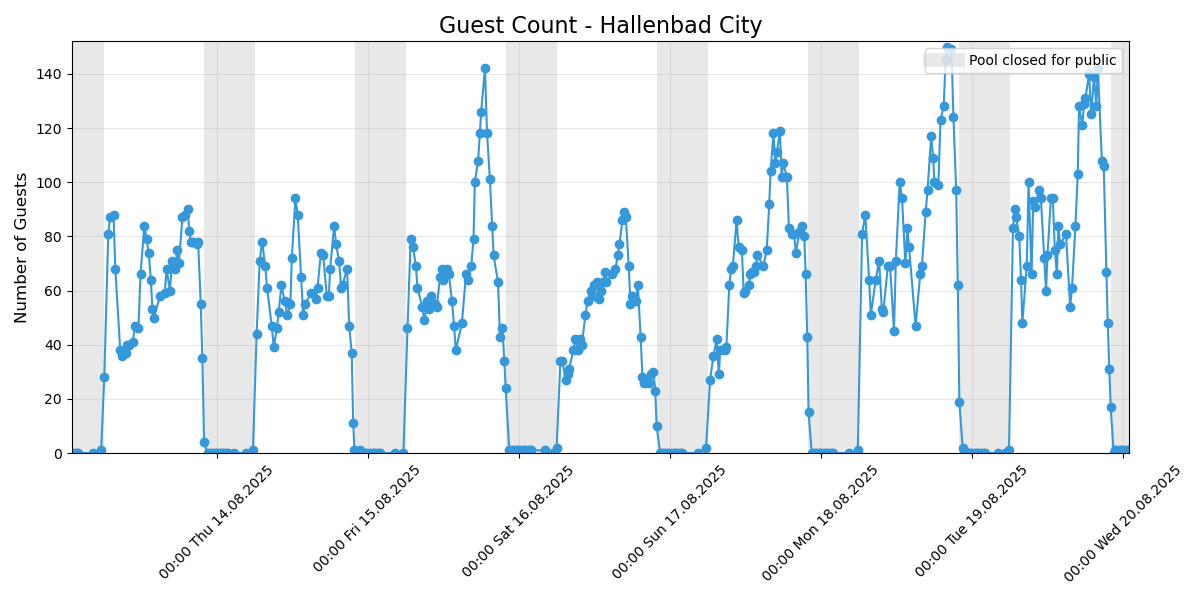 Guest Count - Hallenbad City
Pool closed for public
Number of Guests
140
120
100
80
60
40
20
0
00:00 Thu 14.08.2025
00:00 Fri 15.08.2025
00:00 Sat 16.08.2025
00:00 Sun 17.08.2025
00:00 Mon 18.08.2025
00:00 Tue 19.08.2025
00:00 Wed 20.08.2025